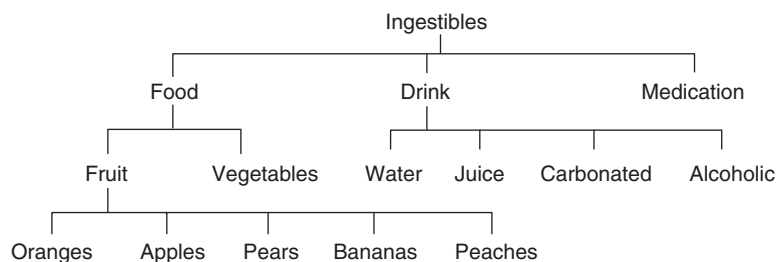 Ingestibles
Food Drink Medication
Fruit Vegetables Water Juice Carbonated Alcoholic
Oranges Apples Pears Bananas Peaches